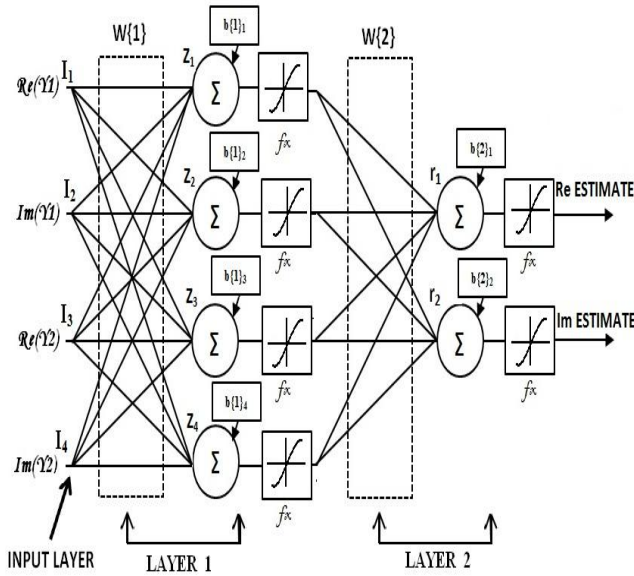 W{1}
b{1}₁
W{2}
I₁
Z₁
Re(Y1)
Σ
fx
b{1}₂
b{2}₁
I₂
Z₂
r₁
Re ESTIMATE
Im(Y1)
Σ
Σ
fx
fx
b{1}₃
b{2}₂
I₃
Z₃
r₂
Im ESTIMATE
Re(Y2)
Σ
Σ
fx
fx
b{1}₄
I₄
Z₄
Im(Y2)
Σ
fx
INPUT LAYER
LAYER 1
LAYER 2